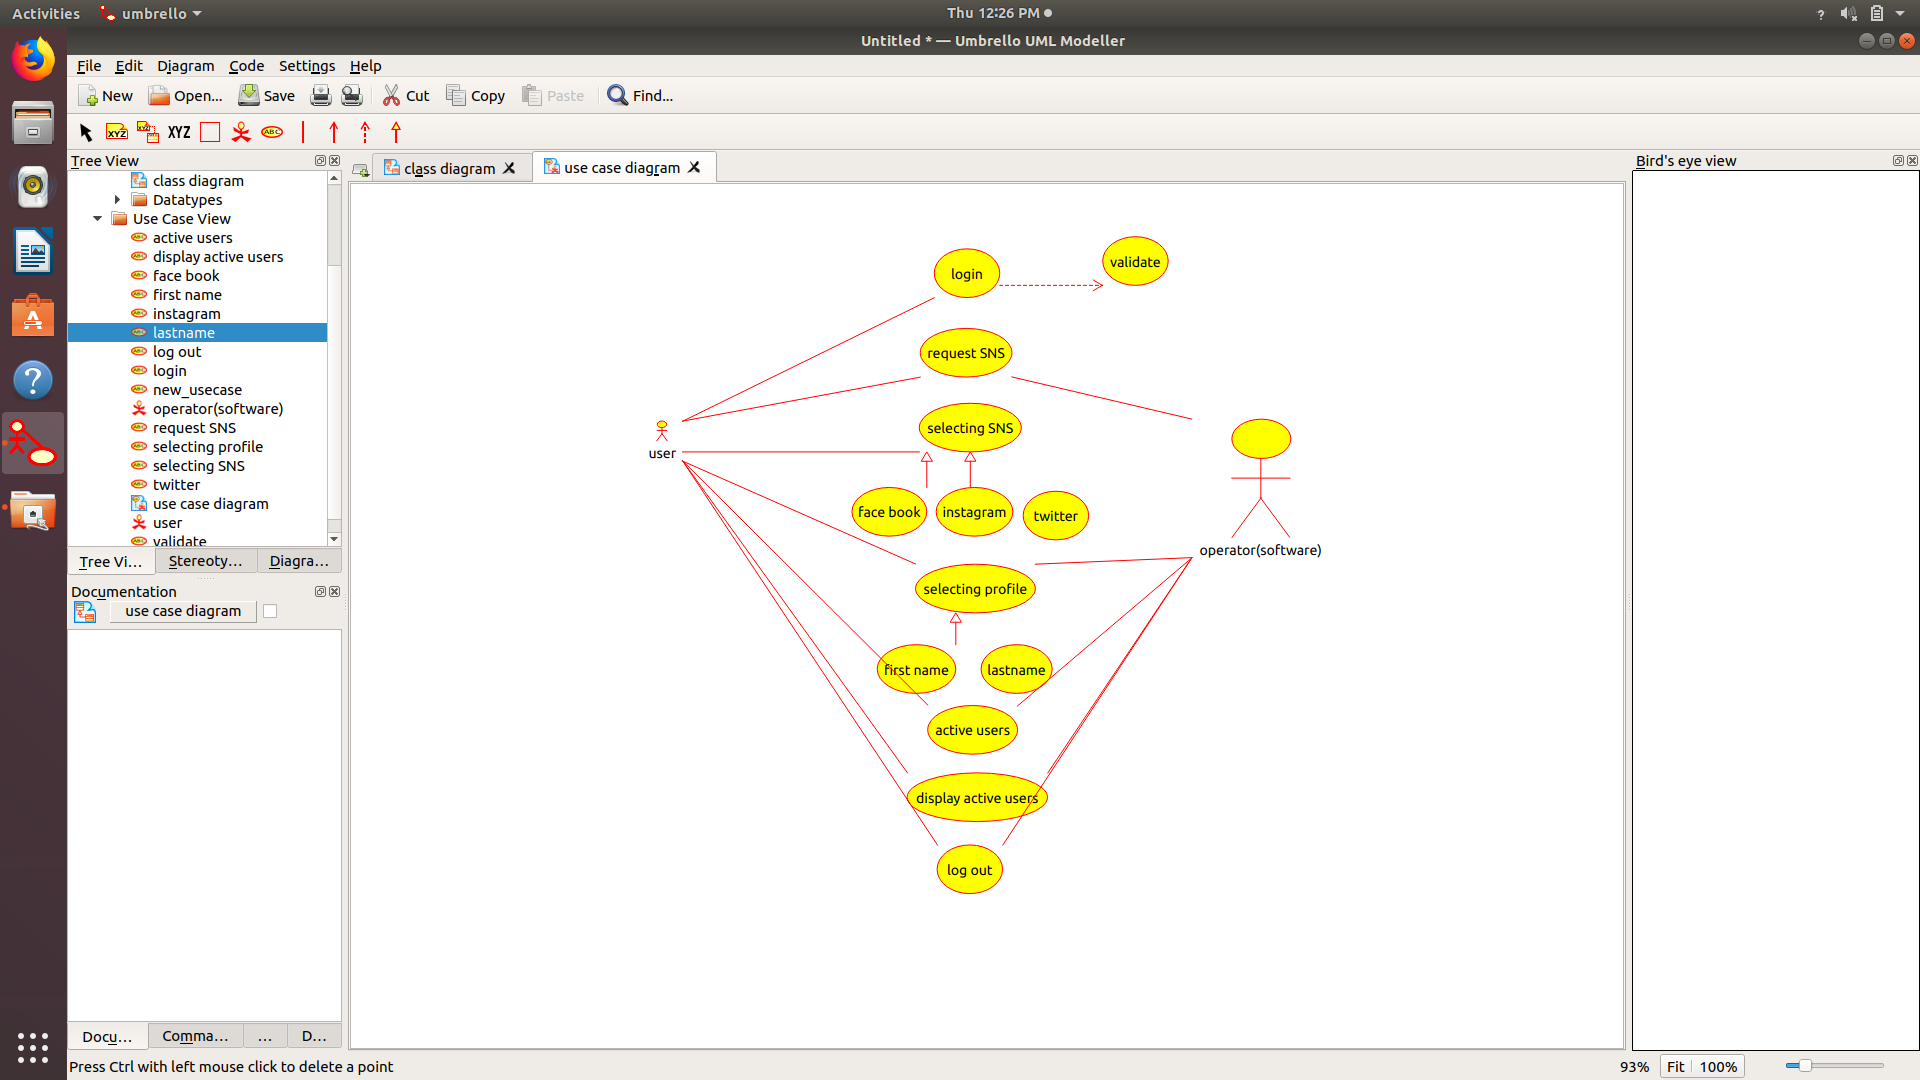 Activities
umbrello
Thu 12:26 PM
?
Untitled * — Umbrello UML Modeller
File Edit Diagram Code Settings Help
New Open... Save Cut Copy Paste Find...
XYZ XYZ XYZ ABC
Tree View
class diagram
Datatypes
Use Case View
active users
display active users
face book
first name
instagram
lastname
log out
login
new_usecase
operator(software)
request SNS
selecting profile
selecting SNS
twitter
use case diagram
user
validate
Tree Vi... Stereoty... Diagra...
Documentation
use case diagram
Docu... Comma... ... D...
class diagram
use case diagram
login
validate
request SNS
selecting SNS
user
face book
instagram
twitter
operator(software)
selecting profile
first name
lastname
active users
display active users
log out
Bird's eye view
Press Ctrl with left mouse click to delete a point
93% Fit 100%